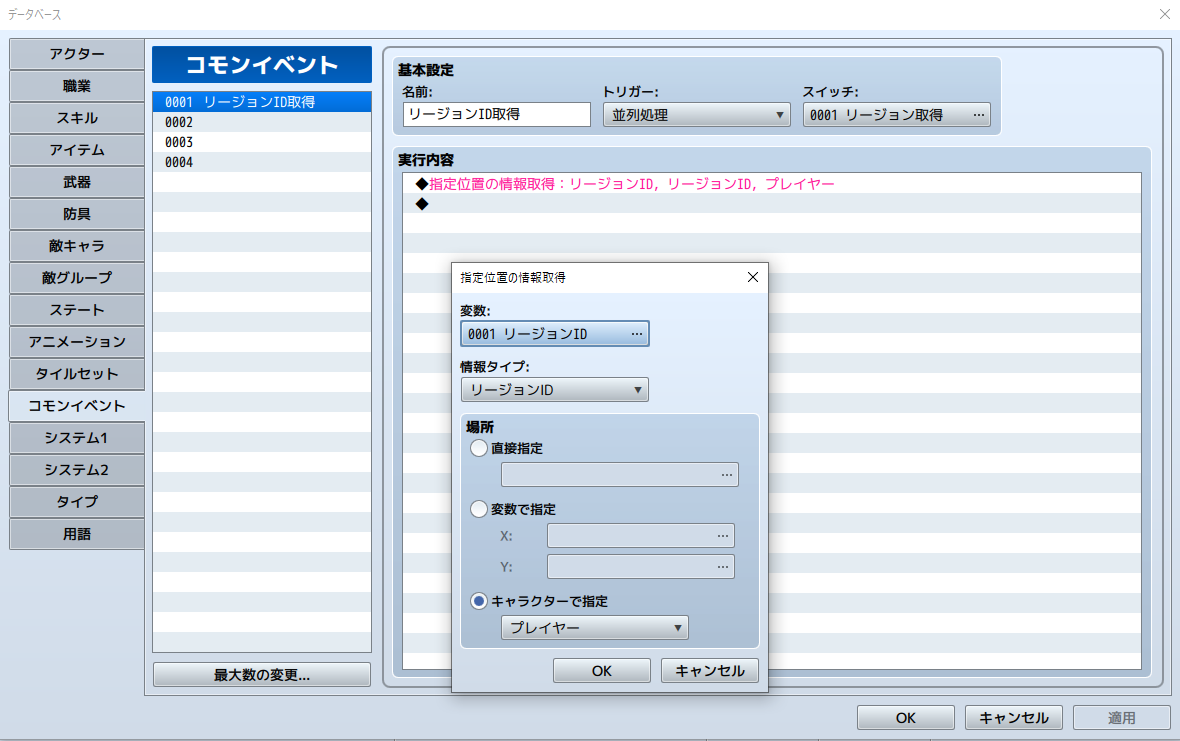 データベース
アクター
職業
スキル
アイテム
武器
防具
敵キャラ
敵グループ
ステート
アニメーション
タイルセット
コモンイベント
システム1
システム2
タイプ
用語
コモンイベント
0001 リージョンID取得
0002
0003
0004
最大数の変更...
基本設定
名前:
リージョンID取得
トリガー:
並列処理
スイッチ:
0001 リージョン取得 ...
実行内容
◆指定位置の情報取得：リージョンID, リージョンID, プレイヤー
◆
指定位置の情報取得
変数:
0001 リージョンID ...
情報タイプ:
リージョンID
場所
直接指定
...
変数で指定
X: ...
Y: ...
キャラクターで指定
プレイヤー
OK キャンセル
OK キャンセル 適用